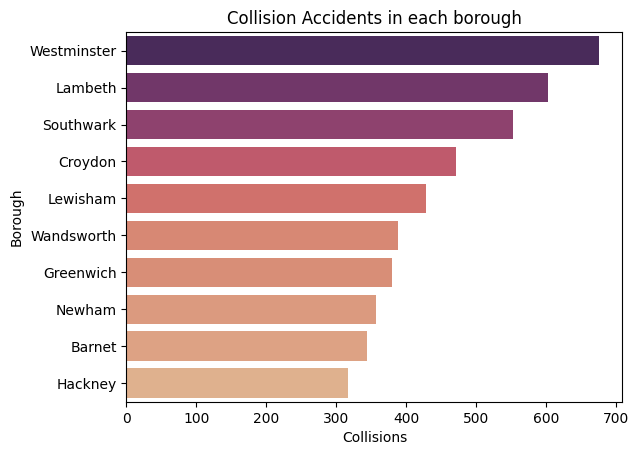 Collision Accidents in each borough
Borough
Westminster
Lambeth
Southwark
Croydon
Lewisham
Wandsworth
Greenwich
Newham
Barnet
Hackney
0 100 200 300 400 500 600 700
Collisions